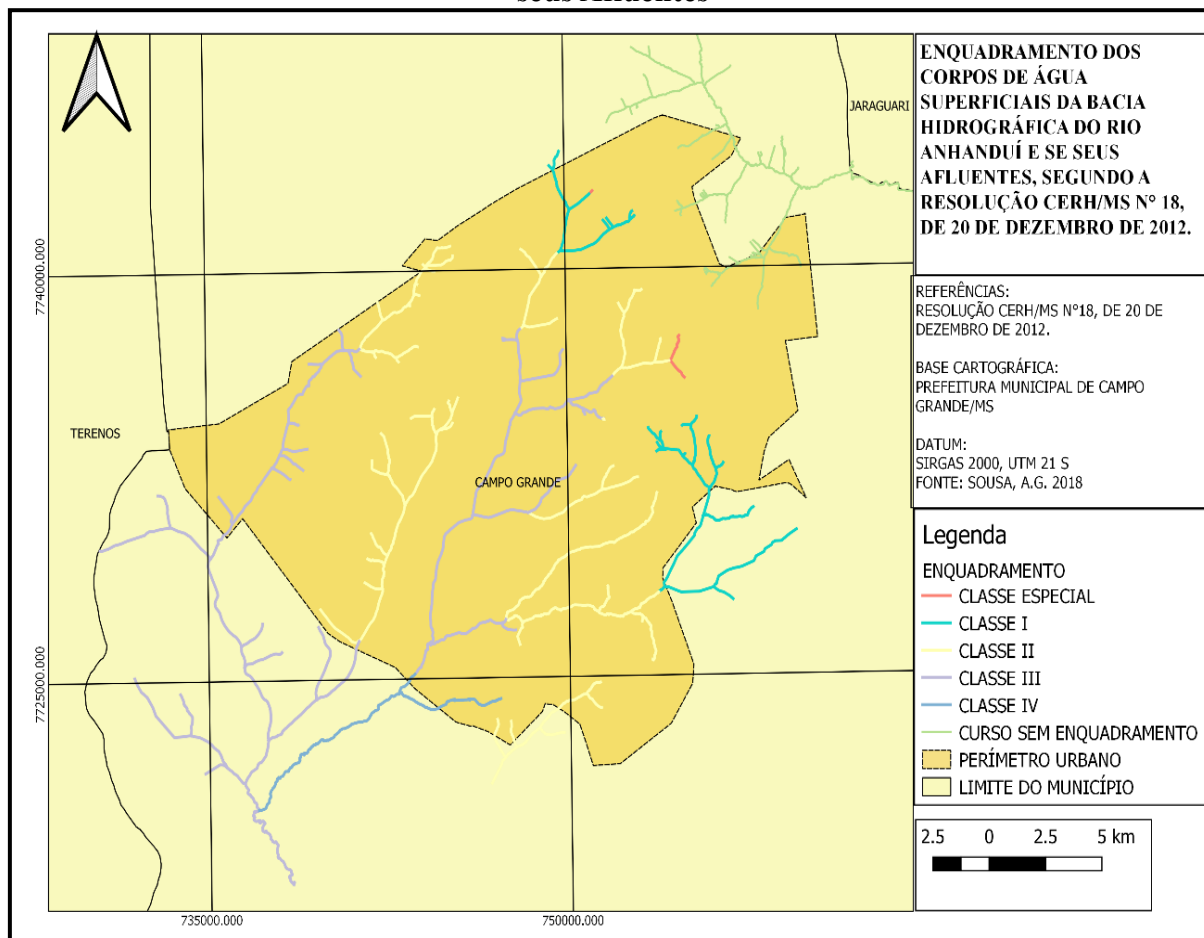 seus Afluentes
ENQUADRAMENTO DOS
CORPOS DE ÁGUA
SUPERFICIAIS DA BACIA
HIDROGRÁFICA DO RIO
ANHANDUÍ E SE SEUS
AFLUENTES, SEGUNDO A
RESOLUÇÃO CERH/MS N° 18,
DE 20 DE DEZEMBRO DE 2012.
REFERÊNCIAS:
RESOLUÇÃO CERH/MS N°18, DE 20 DE
DEZEMBRO DE 2012.
BASE CARTOGRÁFICA:
PREFEITURA MUNICIPAL DE CAMPO
GRANDE/MS
DATUM:
SIRGAS 2000, UTM 21 S
FONTE: SOUSA, A.G. 2018
Legenda
ENQUADRAMENTO
CLASSE ESPECIAL
CLASSE I
CLASSE II
CLASSE III
CLASSE IV
CURSO SEM ENQUADRAMENTO
PERÍMETRO URBANO
LIMITE DO MUNICÍPIO
2.5 0 2.5 5 km
JARAGUARI
TERENOS
CAMPO GRANDE
7740000.000
7725000.000
735000.000
750000.000